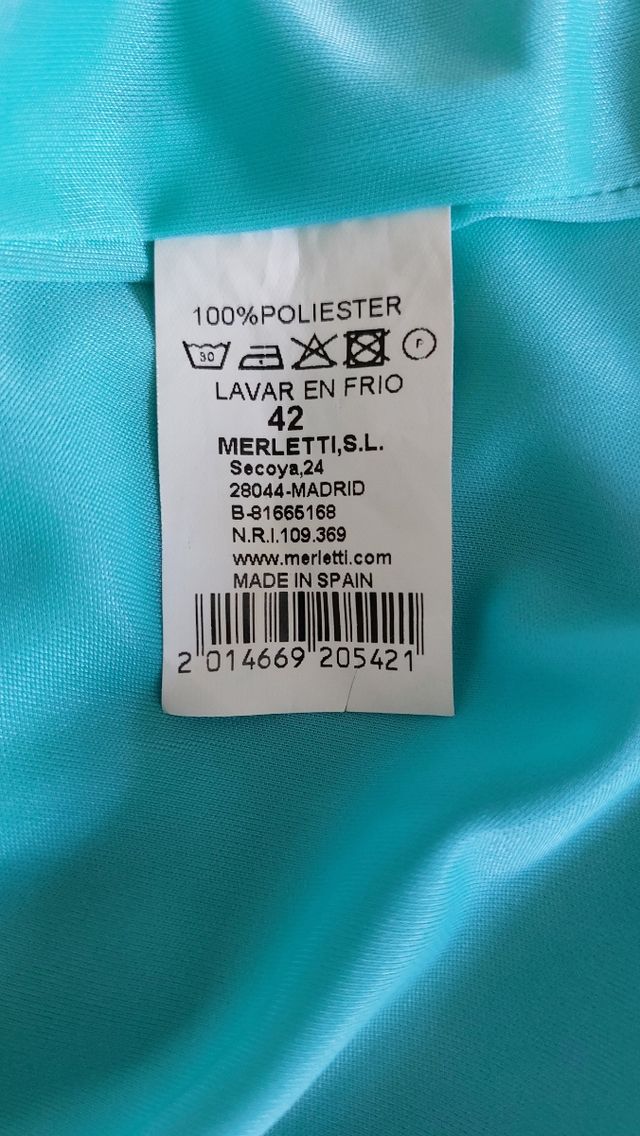 100%POLIESTER
30 P
LAVAR EN FRIO
42
MERLETTI,S.L.
Secoya,24
28044-MADRID
B-81665168
N.R.I.109.369
www.merletti.com
MADE IN SPAIN
2 014669 205421